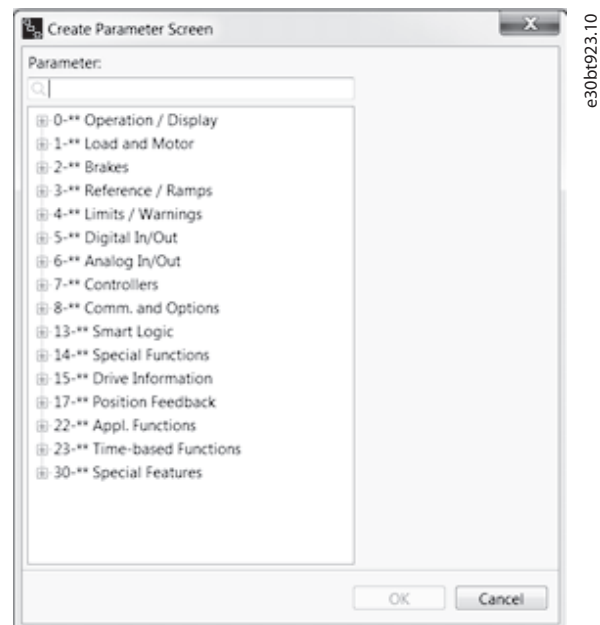 Create Parameter Screen
Parameter:
0-** Operation / Display
1-** Load and Motor
2-** Brakes
3-** Reference / Ramps
4-** Limits / Warnings
5-** Digital In/Out
6-** Analog In/Out
7-** Controllers
8-** Comm. and Options
13-** Smart Logic
14-** Special Functions
15-** Drive Information
17-** Position Feedback
22-** Appl. Functions
23-** Time-based Functions
30-** Special Features
OK Cancel
e30bt923.10